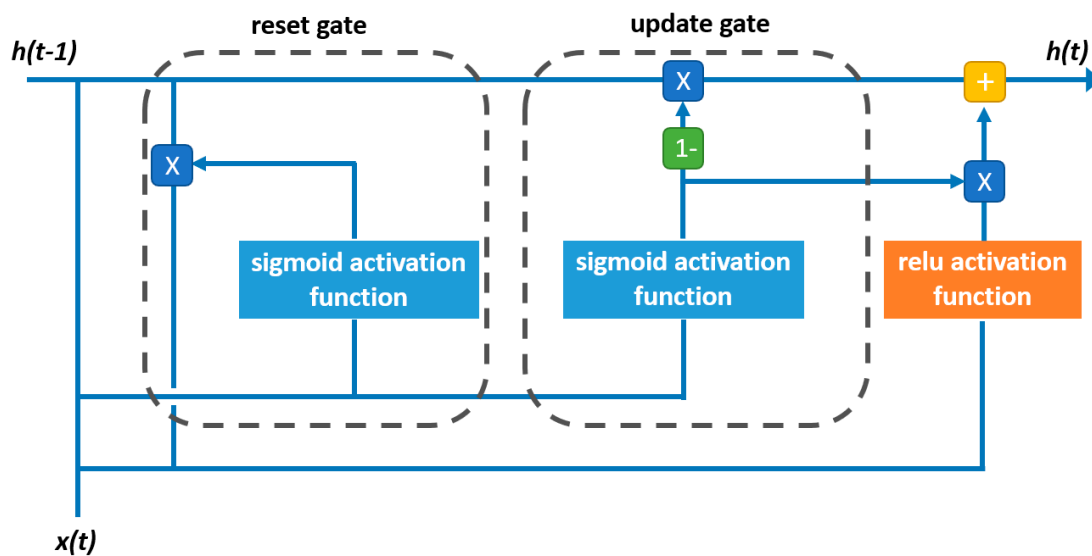 reset gate
update gate
h(t-1)
h(t)
X
+
1-
X
X
sigmoid activation
function
sigmoid activation
function
relu activation
function
x(t)